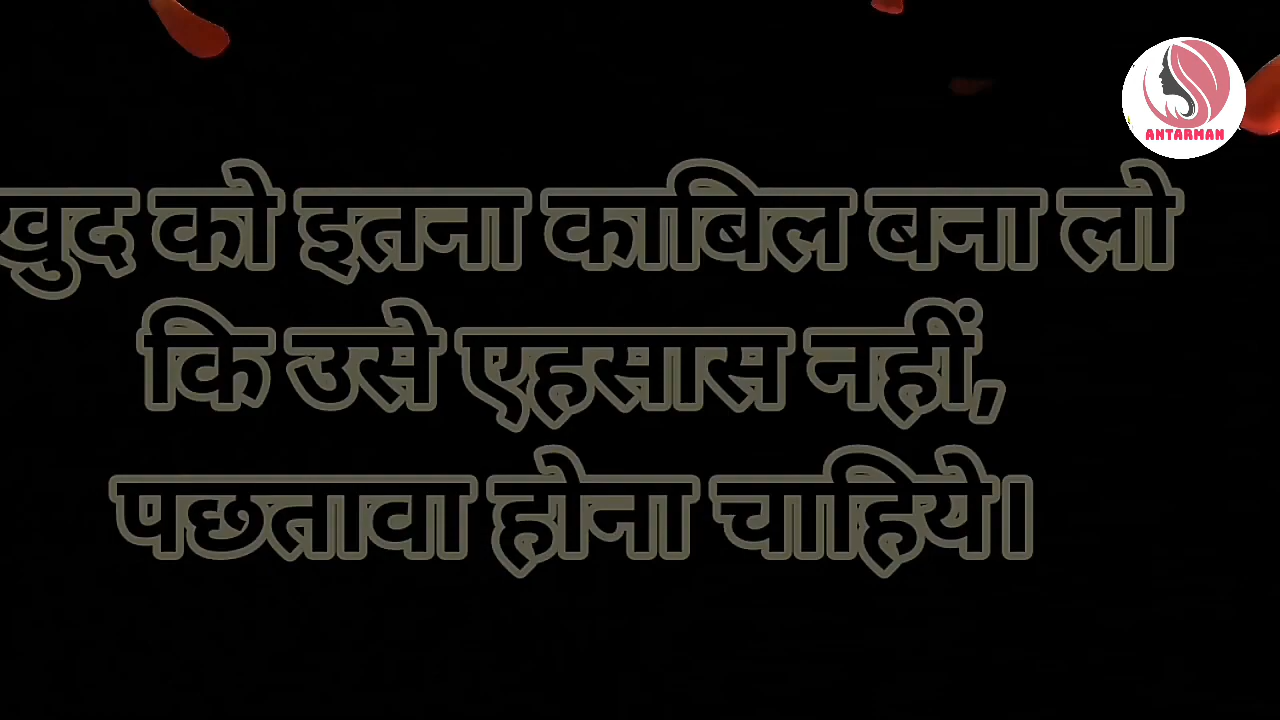 ANTARMAN
खुद को इतना काबिल बना लो
कि उसे एहसास नहीं,
पछतावा होना चाहिये।